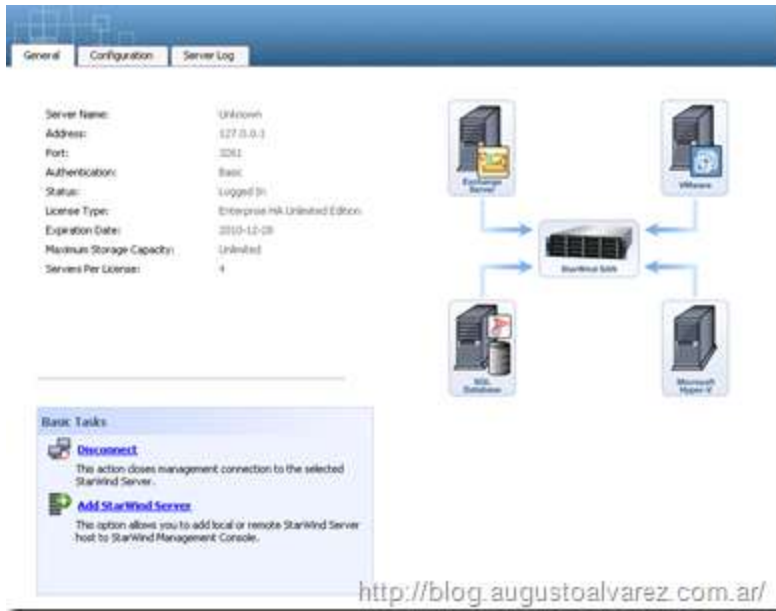 General
Configuration
Server Log
Server Name: Unknown
Address: 127.0.0.1
Port: 3261
Authentication: Basic
Status: Logged In
License Type: Enterprise HA Unlimited Edition
Expiration Date: 2010-12-28
Maximum Storage Capacity: Unlimited
Servers Per License: 4
Exchange
Server
VMware
StarWind SAN
SQL
Database
Microsoft
Hyper-V
Basic Tasks
Disconnect
This action closes management connection to the selected
StarWind Server.
Add StarWind Server
This option allows you to add local or remote StarWind Server
host to StarWind Management Console.
http://blog.augustoalvarez.com.ar/